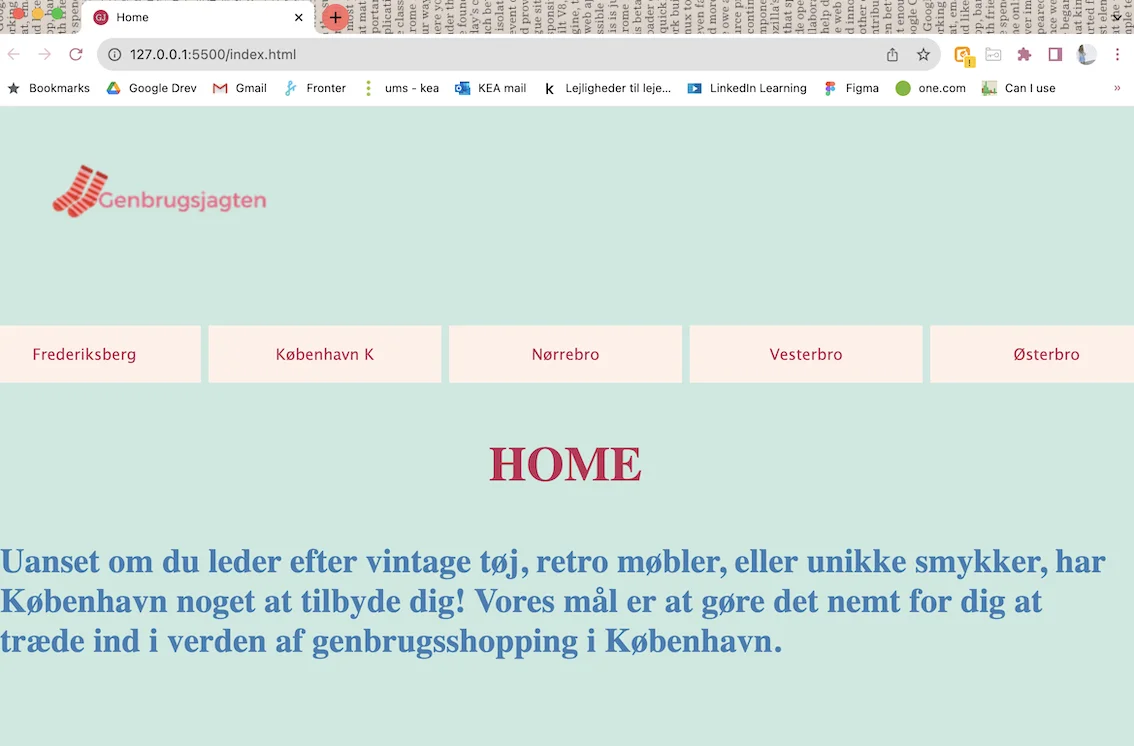 GJ Home
127.0.0.1:5500/index.html
Bookmarks Google Drev Gmail Fronter ums - kea KEA mail k Lejligheder til leje... LinkedIn Learning Figma one.com Can I use »
Genbrugsjagten
Frederiksberg København K Nørrebro Vesterbro Østerbro
HOME
Uanset om du leder efter vintage tøj, retro møbler, eller unikke smykker, har
København noget at tilbyde dig! Vores mål er at gøre det nemt for dig at
træde ind i verden af genbrugsshopping i København.